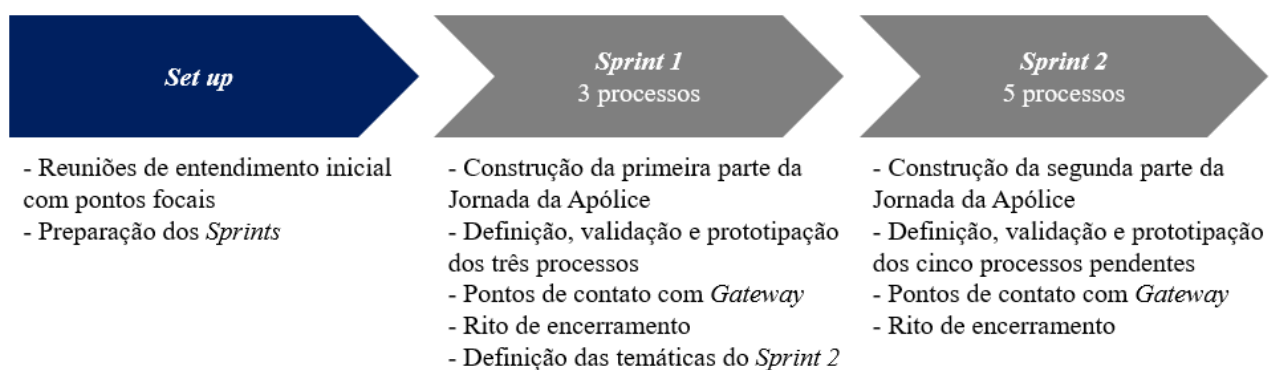 Set up
- Reuniões de entendimento inicial
com pontos focais
- Preparação dos Sprints
Sprint 1
3 processos
- Construção da primeira parte da
Jornada da Apólice
- Definição, validação e prototipação
dos três processos
- Pontos de contato com Gateway
- Rito de encerramento
- Definição das temáticas do Sprint 2
Sprint 2
5 processos
- Construção da segunda parte da
Jornada da Apólice
- Definição, validação e prototipação
dos cinco processos pendentes
- Pontos de contato com Gateway
- Rito de encerramento